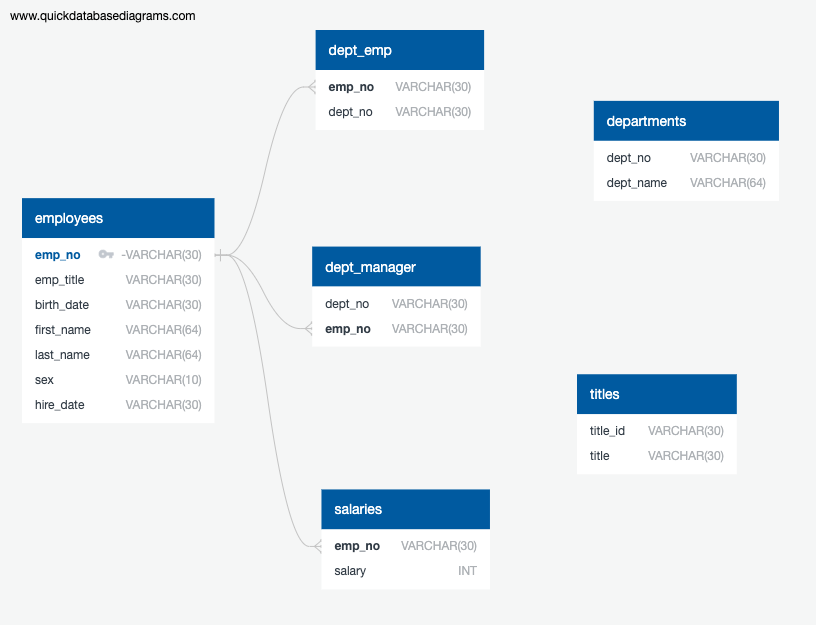 www.quickdatabasediagrams.com
dept_emp
emp_no VARCHAR(30)
dept_no VARCHAR(30)
departments
dept_no VARCHAR(30)
dept_name VARCHAR(64)
employees
emp_no -VARCHAR(30)
emp_title VARCHAR(30)
birth_date VARCHAR(30)
first_name VARCHAR(64)
last_name VARCHAR(64)
sex VARCHAR(10)
hire_date VARCHAR(30)
dept_manager
dept_no VARCHAR(30)
emp_no VARCHAR(30)
titles
title_id VARCHAR(30)
title VARCHAR(30)
salaries
emp_no VARCHAR(30)
salary INT